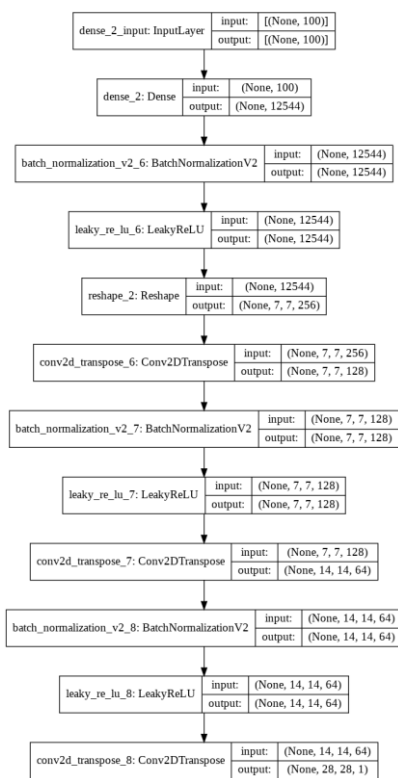 dense_2_input: InputLayer
input: [(None, 100)]
output: [(None, 100)]
dense_2: Dense
input: (None, 100)
output: (None, 12544)
batch_normalization_v2_6: BatchNormalizationV2
input: (None, 12544)
output: (None, 12544)
leaky_re_lu_6: LeakyReLU
input: (None, 12544)
output: (None, 12544)
reshape_2: Reshape
input: (None, 12544)
output: (None, 7, 7, 256)
conv2d_transpose_6: Conv2DTranspose
input: (None, 7, 7, 256)
output: (None, 7, 7, 128)
batch_normalization_v2_7: BatchNormalizationV2
input: (None, 7, 7, 128)
output: (None, 7, 7, 128)
leaky_re_lu_7: LeakyReLU
input: (None, 7, 7, 128)
output: (None, 7, 7, 128)
conv2d_transpose_7: Conv2DTranspose
input: (None, 7, 7, 128)
output: (None, 14, 14, 64)
batch_normalization_v2_8: BatchNormalizationV2
input: (None, 14, 14, 64)
output: (None, 14, 14, 64)
leaky_re_lu_8: LeakyReLU
input: (None, 14, 14, 64)
output: (None, 14, 14, 64)
conv2d_transpose_8: Conv2DTranspose
input: (None, 14, 14, 64)
output: (None, 28, 28, 1)